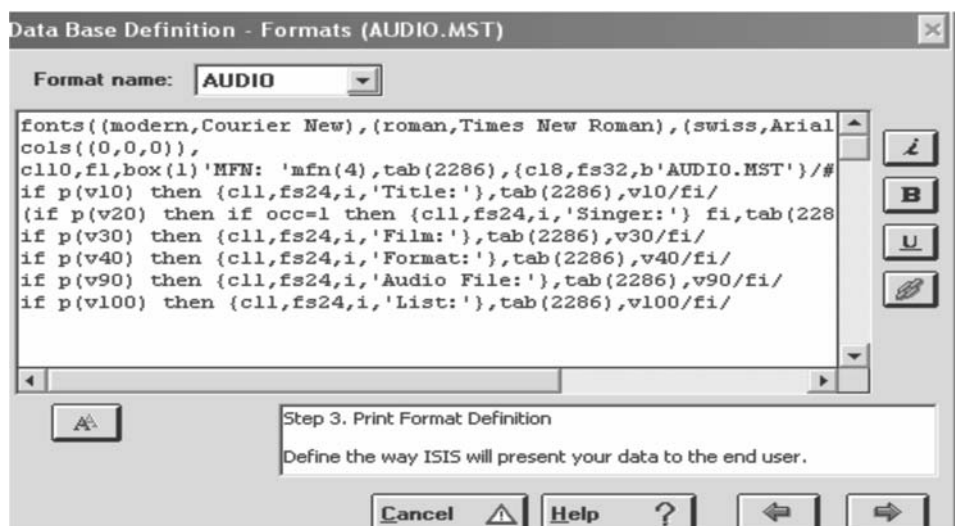 Data Base Definition - Formats (AUDIO.MST)
Format name: AUDIO
fonts((modern,Courier New),(roman,Times New Roman),(swiss,Arial
cols((0,0,0)),
cl10,fl,box(1)'MFN: 'mfn(4),tab(2286),{cl8,fs32,b'AUDIO.MST'}/#
if p(v10) then {cl1,fs24,i,'Title:'},tab(2286),v10/fi/
(if p(v20) then if occ=1 then {cl1,fs24,i,'Singer:'} fi,tab(228
if p(v30) then {cl1,fs24,i,'Film:'},tab(2286),v30/fi/
if p(v40) then {cl1,fs24,i,'Format:'},tab(2286),v40/fi/
if p(v90) then {cl1,fs24,i,'Audio File:'},tab(2286),v90/fi/
if p(v100) then {cl1,fs24,i,'List:'},tab(2286),v100/fi/
i
B
U
AA
Step 3. Print Format Definition
Define the way ISIS will present your data to the end user.
Cancel
Help ?